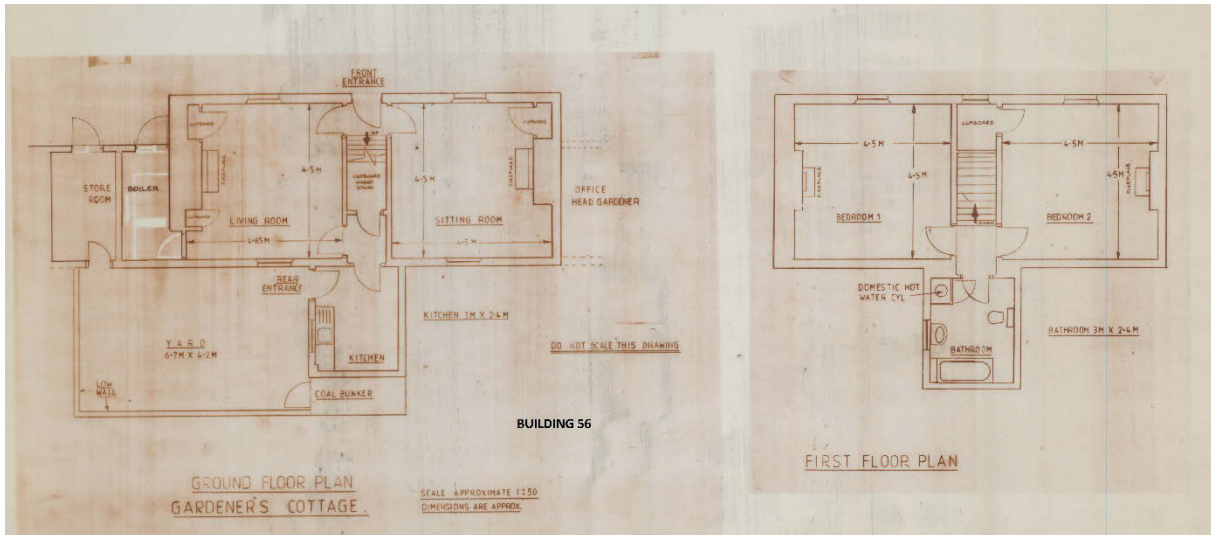 FRONT
ENTRANCE
CUPBOARD
UP
CUPBOARD
STORE
ROOM
BOILER
FIREPLACE
4·5M
CUPBOARD
UNDER
STAIRS
4·5M
FIREPLACE
OFFICE
HEAD GARDENER
CUPBOARD
LIVING ROOM
SITTING ROOM
4·65M
4·5 M
REAR
ENTRANCE
KITCHEN 3M X 2·4M
YARD
6·7M X 4·2M
KITCHEN
DO NOT SCALE THIS DRAWING
LOW
WALL
COAL BUNKER
BUILDING 56
GROUND FLOOR PLAN
GARDENER'S COTTAGE.
SCALE APPROXIMATE 1:50
DIMENSIONS ARE APPROX.
CUPBOARD
4·5M
4·5M
FIREPLACE
4·5M
4·5M
FIREPLACE
BEDROOM 1
DOWN
BEDROOM 2
DOMESTIC HOT
WATER CYL
BATHROOM 3M X 2·4M
BATHROOM
FIRST FLOOR PLAN